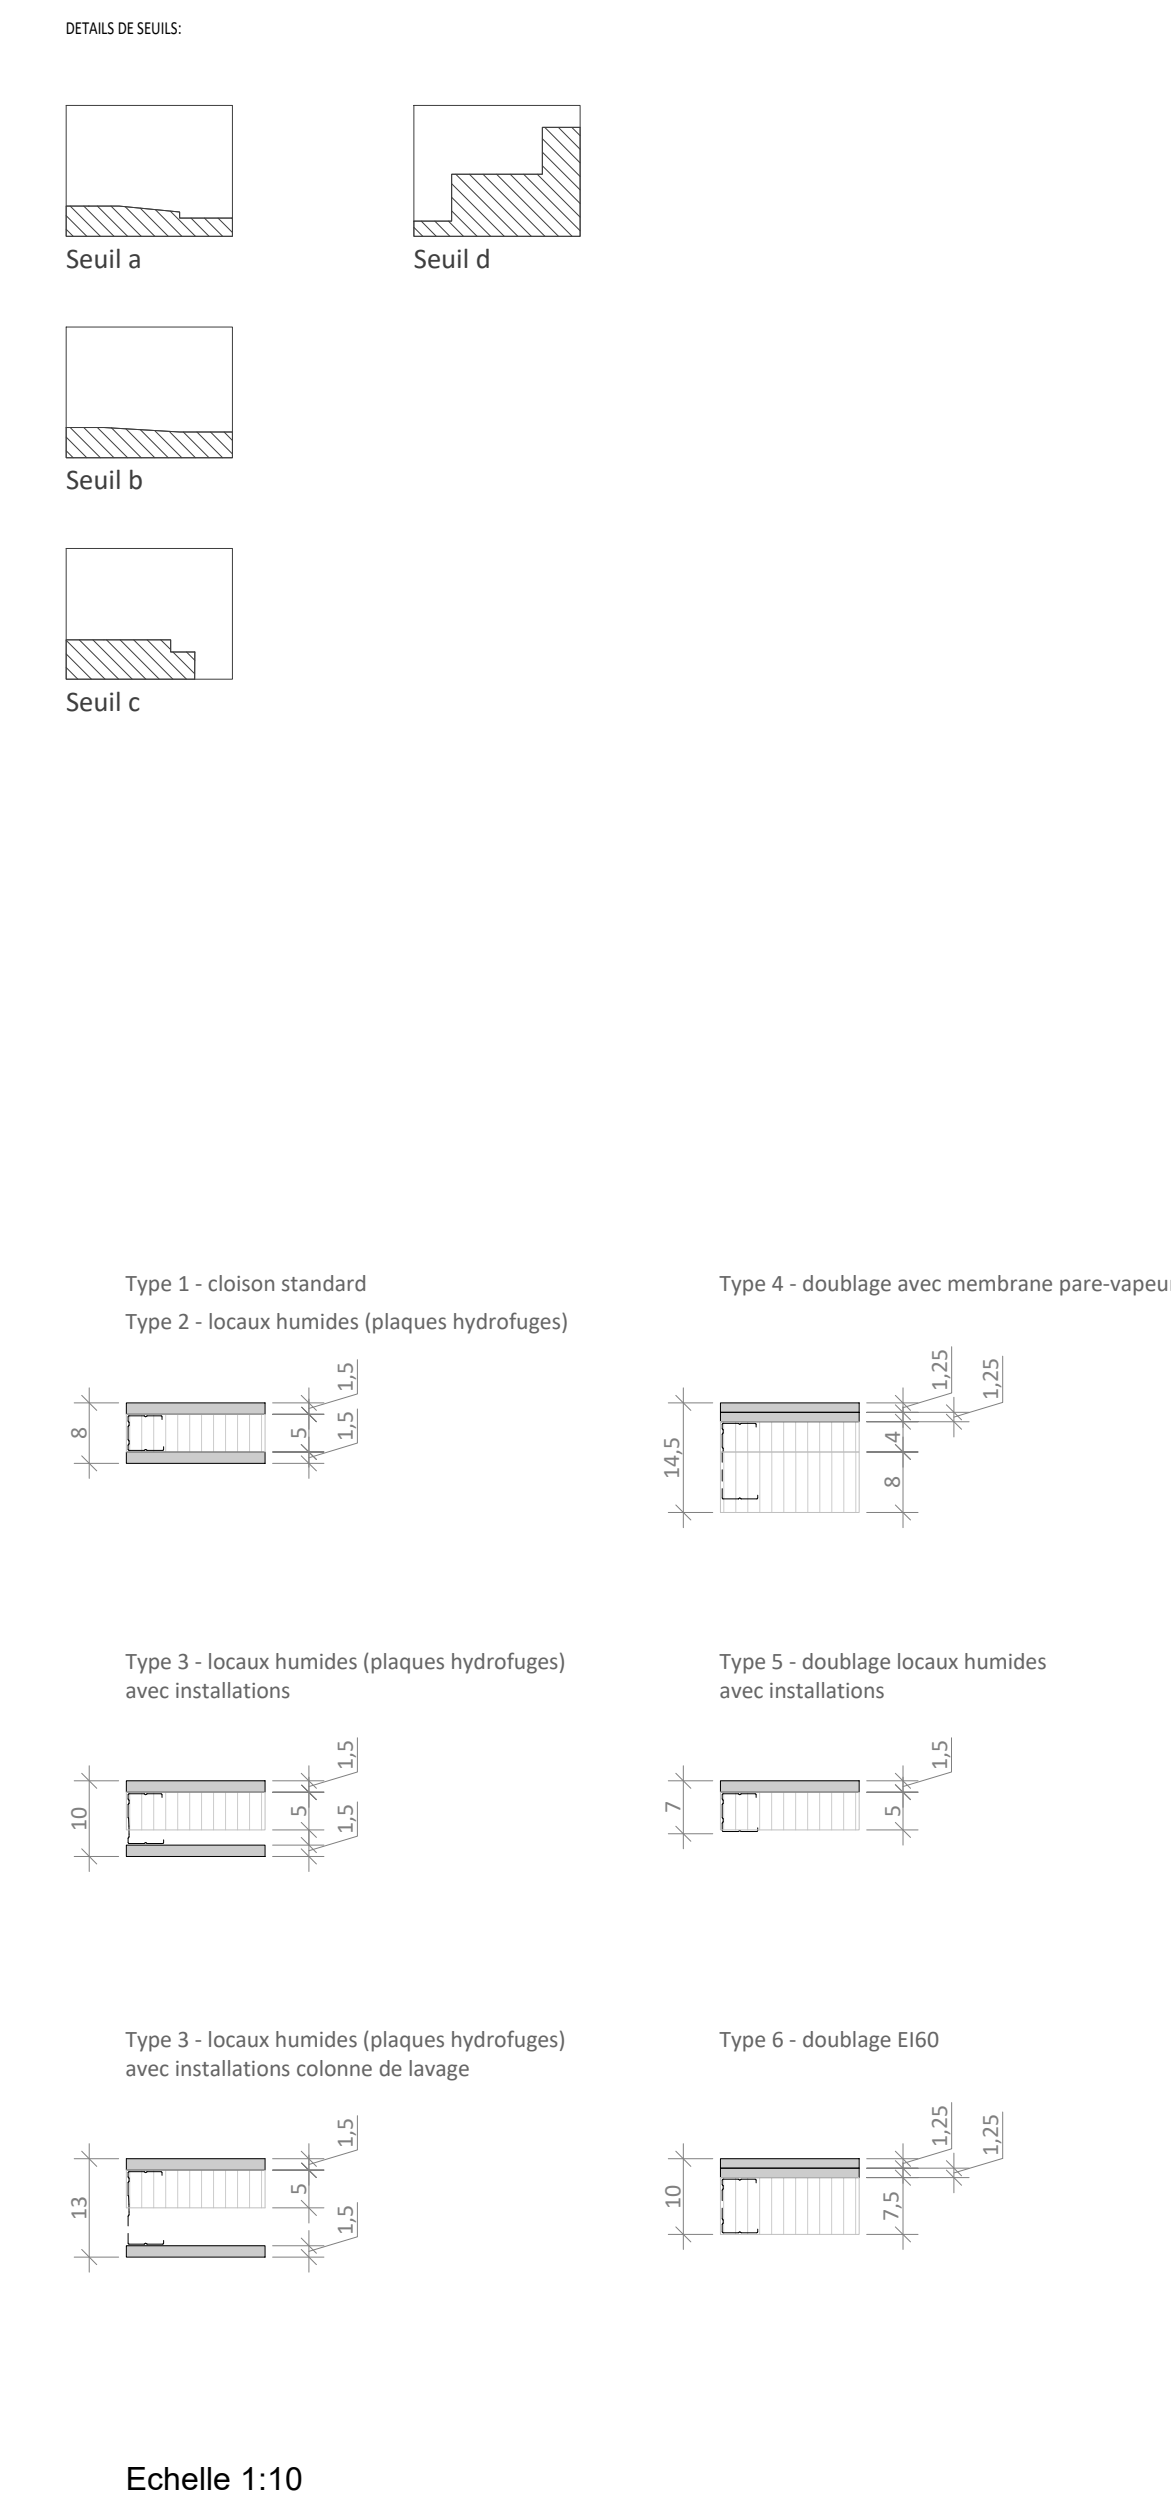 DETAILS DE SEUILS:
Seuil a
Seuil d
Seuil b
Seuil c
Type 1 - cloison standard
Type 2 - locaux humides (plaques hydrofuges)
8
1,5
5
1,5
Type 4 - doublage avec membrane pare-vapeur
14,5
1,25
1,25
4
8
Type 3 - locaux humides (plaques hydrofuges)
avec installations
10
1,5
5
1,5
Type 5 - doublage locaux humides
avec installations
7
1,5
5
Type 3 - locaux humides (plaques hydrofuges)
avec installations colonne de lavage
13
1,5
5
1,5
Type 6 - doublage EI60
10
1,25
1,25
7,5
Echelle 1:10